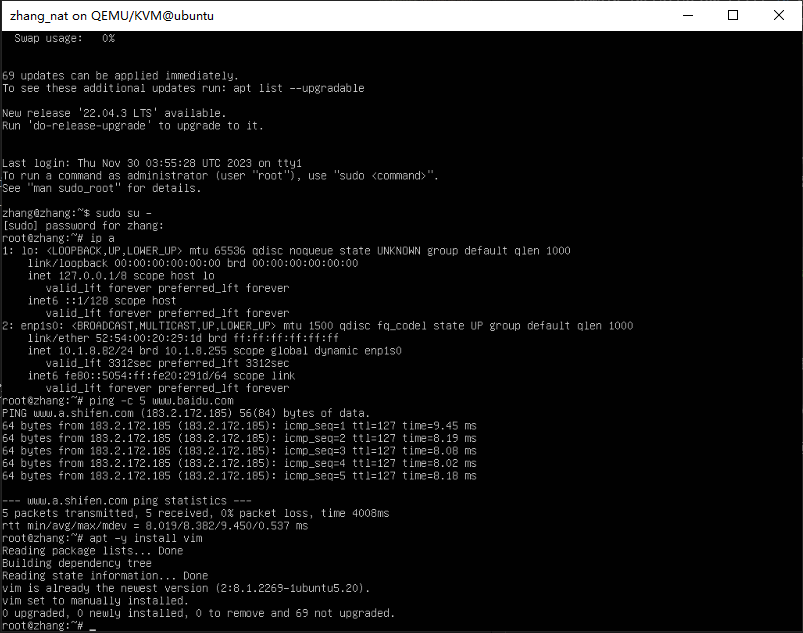 zhang_nat on QEMU/KVM@ubuntu
Swap usage: 0%
69 updates can be applied immediately.
To see these additional updates run: apt list --upgradable
New release '22.04.3 LTS' available.
Run 'do-release-upgrade' to upgrade to it.
Last login: Thu Nov 30 03:55:28 UTC 2023 on tty1
To run a command as administrator (user "root"), use "sudo <command>".
See "man sudo_root" for details.
zhang@zhang:~$ sudo su -
[sudo] password for zhang:
root@zhang:~# ip a
1: lo: <LOOPBACK,UP,LOWER_UP> mtu 65536 qdisc noqueue state UNKNOWN group default qlen 1000
link/loopback 00:00:00:00:00:00 brd 00:00:00:00:00:00
inet 127.0.0.1/8 scope host lo
valid_lft forever preferred_lft forever
inet6 ::1/128 scope host
valid_lft forever preferred_lft forever
2: enp1s0: <BROADCAST,MULTICAST,UP,LOWER_UP> mtu 1500 qdisc fq_codel state UP group default qlen 1000
link/ether 52:54:00:20:29:1d brd ff:ff:ff:ff:ff:ff
inet 10.1.8.82/24 brd 10.1.8.255 scope global dynamic enp1s0
valid_lft 3312sec preferred_lft 3312sec
inet6 fe80::5054:ff:fe20:291d/64 scope link
valid_lft forever preferred_lft forever
root@zhang:~# ping -c 5 www.baidu.com
PING www.a.shifen.com (183.2.172.185) 56(84) bytes of data.
64 bytes from 183.2.172.185 (183.2.172.185): icmp_seq=1 ttl=127 time=9.45 ms
64 bytes from 183.2.172.185 (183.2.172.185): icmp_seq=2 ttl=127 time=8.19 ms
64 bytes from 183.2.172.185 (183.2.172.185): icmp_seq=3 ttl=127 time=8.08 ms
64 bytes from 183.2.172.185 (183.2.172.185): icmp_seq=4 ttl=127 time=8.02 ms
64 bytes from 183.2.172.185 (183.2.172.185): icmp_seq=5 ttl=127 time=8.18 ms
--- www.a.shifen.com ping statistics ---
5 packets transmitted, 5 received, 0% packet loss, time 4008ms
rtt min/avg/max/mdev = 8.019/8.382/9.450/0.537 ms
root@zhang:~# apt -y install vim
Reading package lists... Done
Building dependency tree
Reading state information... Done
vim is already the newest version (2:8.1.2269-1ubuntu5.20).
vim set to manually installed.
0 upgraded, 0 newly installed, 0 to remove and 69 not upgraded.
root@zhang:~# _